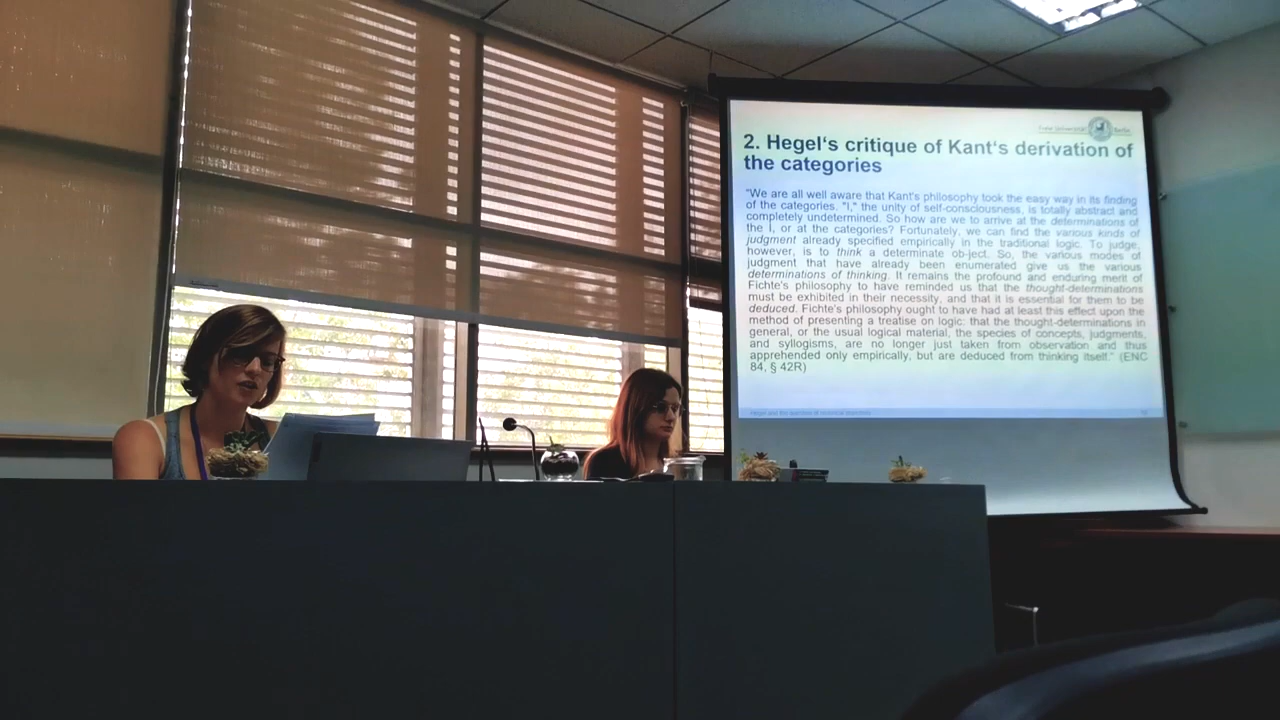 Freie Universität Berlin
2. Hegel‘s critique of Kant‘s derivation of
the categories
"We are all well aware that Kant's philosophy took the easy way in its finding
of the categories. "I," the unity of self-consciousness, is totally abstract and
completely undetermined. So how are we to arrive at the determinations of
the I, or at the categories? Fortunately, we can find the various kinds of
judgment already specified empirically in the traditional logic. To judge,
however, is to think a determinate ob-ject. So, the various modes of
judgment that have already been enumerated give us the various
determinations of thinking. It remains the profound and enduring merit of
Fichte's philosophy to have reminded us that the thought-determinations
must be exhibited in their necessity, and that it is essential for them to be
deduced. Fichte's philosophy ought to have had at least this effect upon the
method of presenting a treatise on logic: that the thought-determinations in
general, or the usual logical material, the species of concepts, judgments,
and syllogisms, are no longer just taken from observation and thus
apprehended only empirically, but are deduced from thinking itself." (ENC
84, § 42R)
Hegel and the